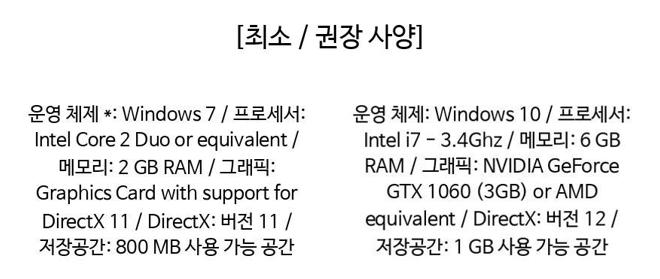 [최소 / 권장 사양]
운영 체제 *: Windows 7 / 프로세서:
Intel Core 2 Duo or equivalent /
메모리: 2 GB RAM / 그래픽:
Graphics Card with support for
DirectX 11 / DirectX: 버전 11 /
저장공간: 800 MB 사용 가능 공간
운영 체제: Windows 10 / 프로세서:
Intel i7 – 3.4Ghz / 메모리: 6 GB
RAM / 그래픽: NVIDIA GeForce
GTX 1060 (3GB) or AMD
equivalent / DirectX: 버전 12 /
저장공간: 1 GB 사용 가능 공간